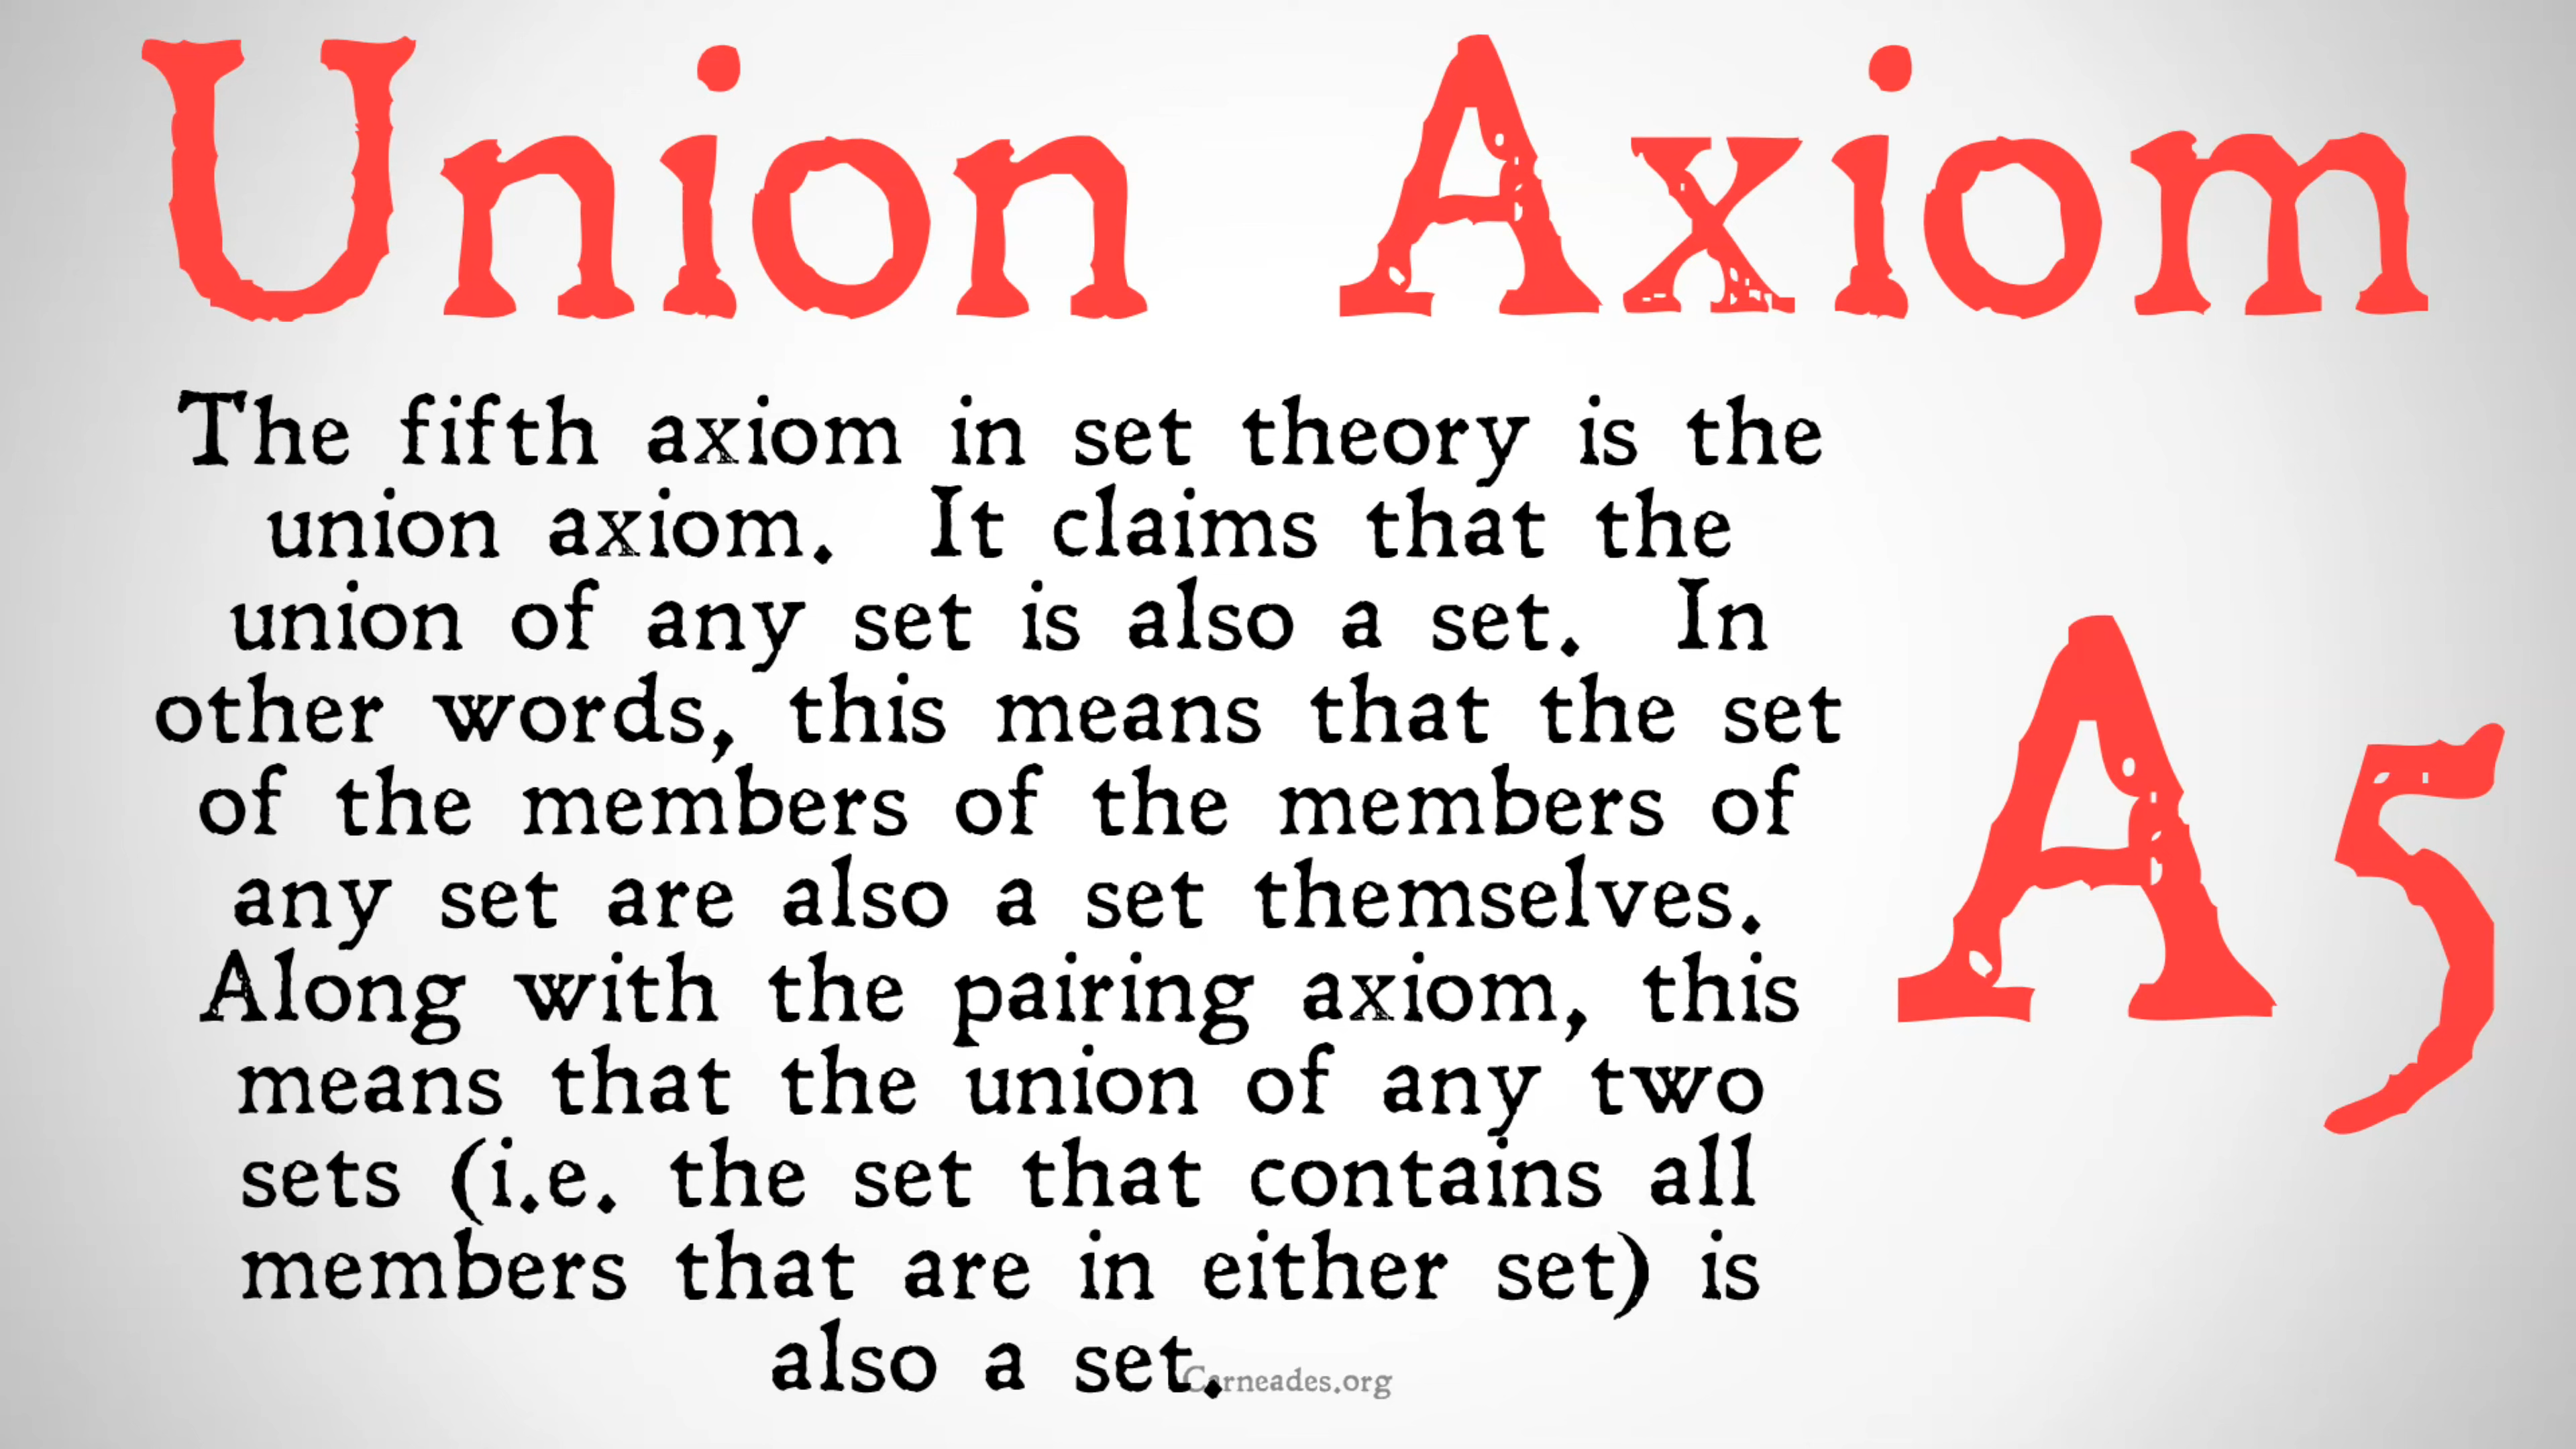 Union Axiom
The fifth axiom in set theory is the
union axiom. It claims that the
union of any set is also a set. In
other words, this means that the set
of the members of the members of
any set are also a set themselves.
Along with the pairing axiom, this
means that the union of any two
sets (i.e. the set that contains all
members that are in either set) is
also a set.
A5
Carneades.org